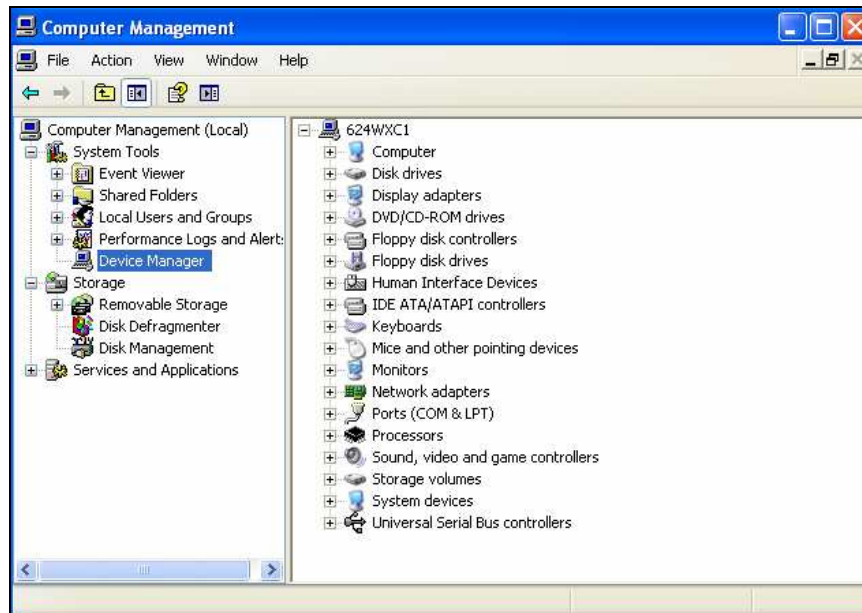 Computer Management
File Action View Window Help
Computer Management (Local)
System Tools
Event Viewer
Shared Folders
Local Users and Groups
Performance Logs and Alert:
Device Manager
Storage
Removable Storage
Disk Defragmenter
Disk Management
Services and Applications
624WXC1
Computer
Disk drives
Display adapters
DVD/CD-ROM drives
Floppy disk controllers
Floppy disk drives
Human Interface Devices
IDE ATA/ATAPI controllers
Keyboards
Mice and other pointing devices
Monitors
Network adapters
Ports (COM & LPT)
Processors
Sound, video and game controllers
Storage volumes
System devices
Universal Serial Bus controllers